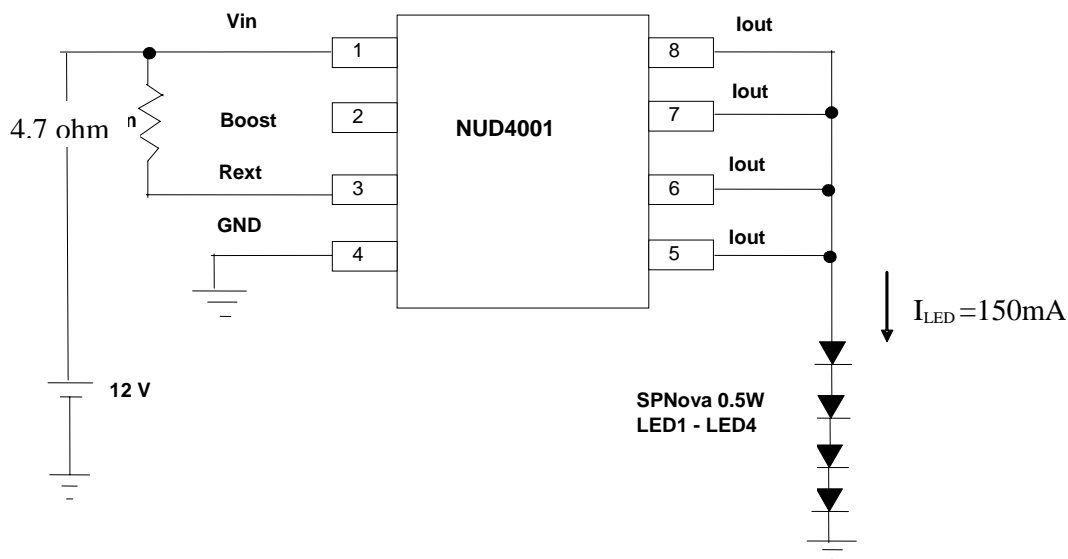 Vin
Iout
1
8
Iout
4.7 ohm
Boost
2
NUD4001
7
Rext
Iout
3
6
GND
Iout
4
5
I_LED =150mA
12 V
SPNova 0.5W
LED1 - LED4